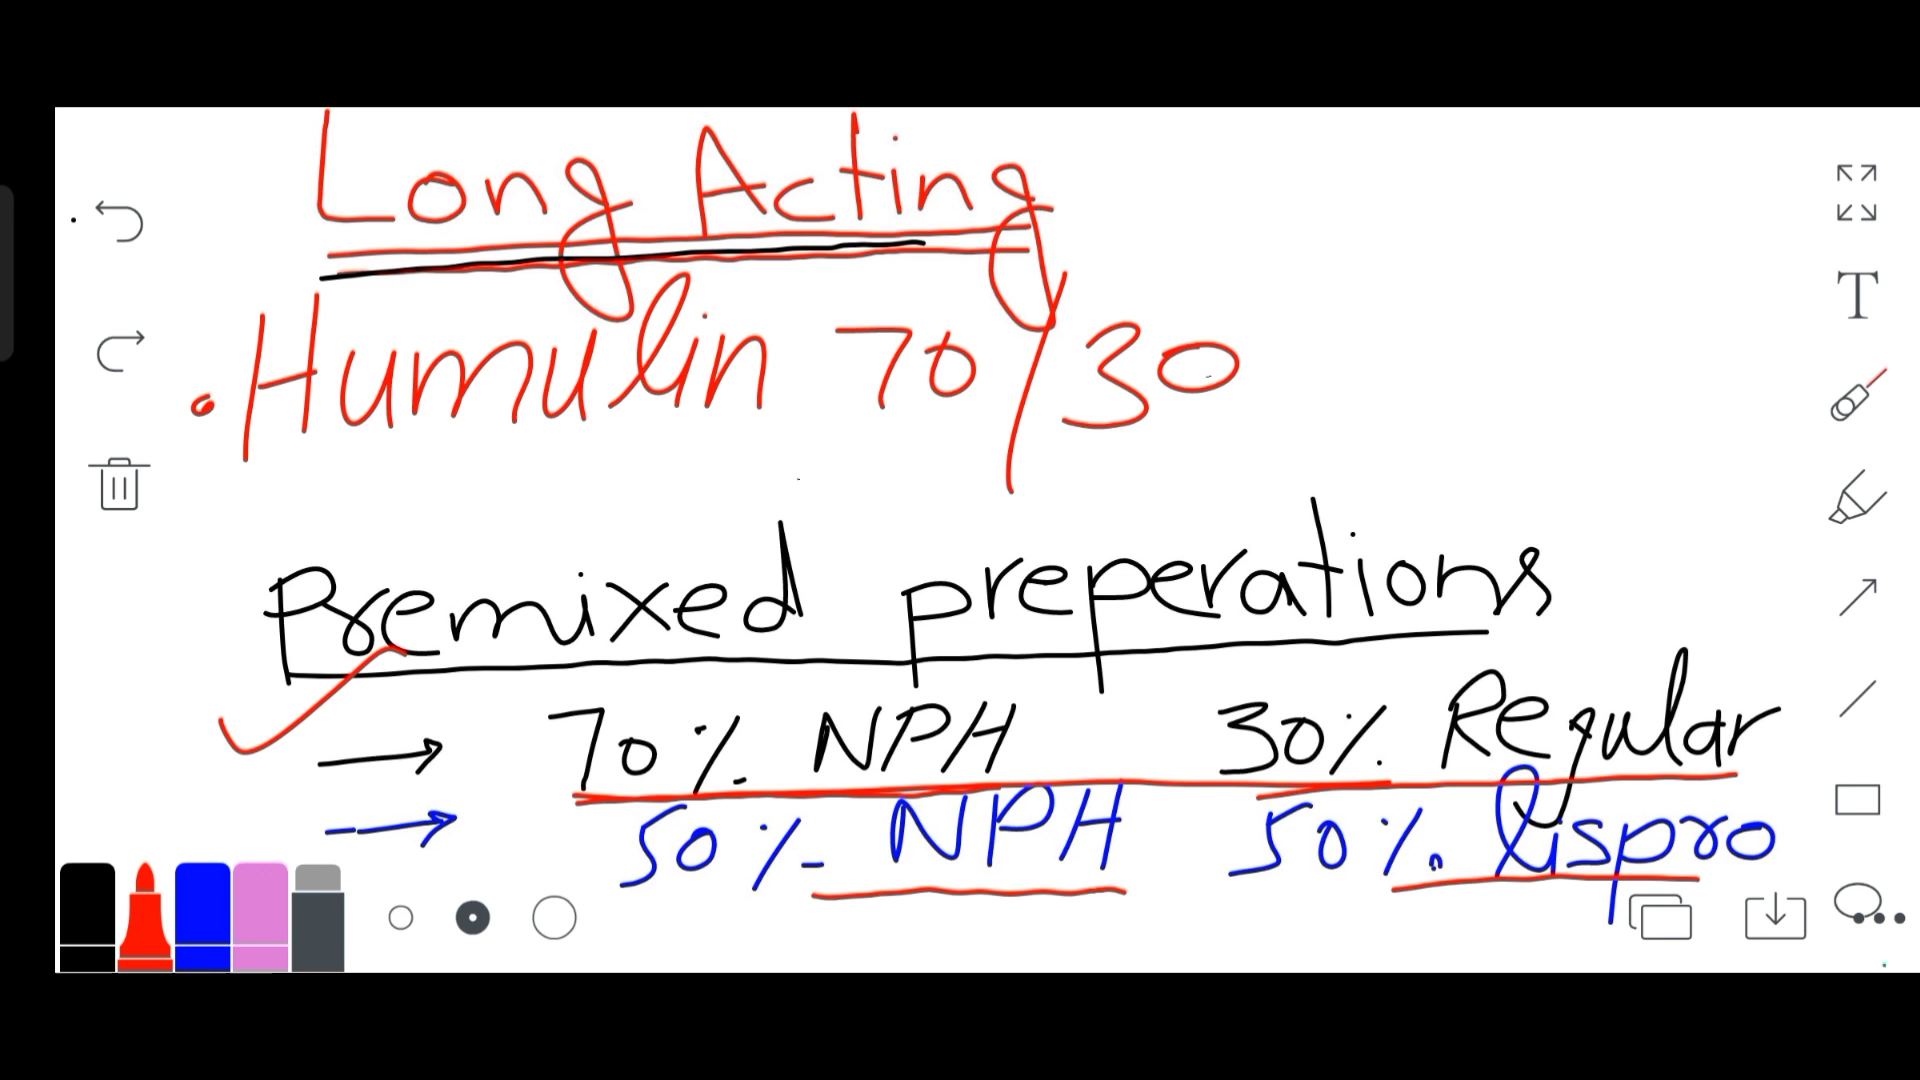 Long Acting
. Humulin 70/30
Premixed preperations
→ 70% NPH 30% Regular
→ 50% NPH 50% lispro
T